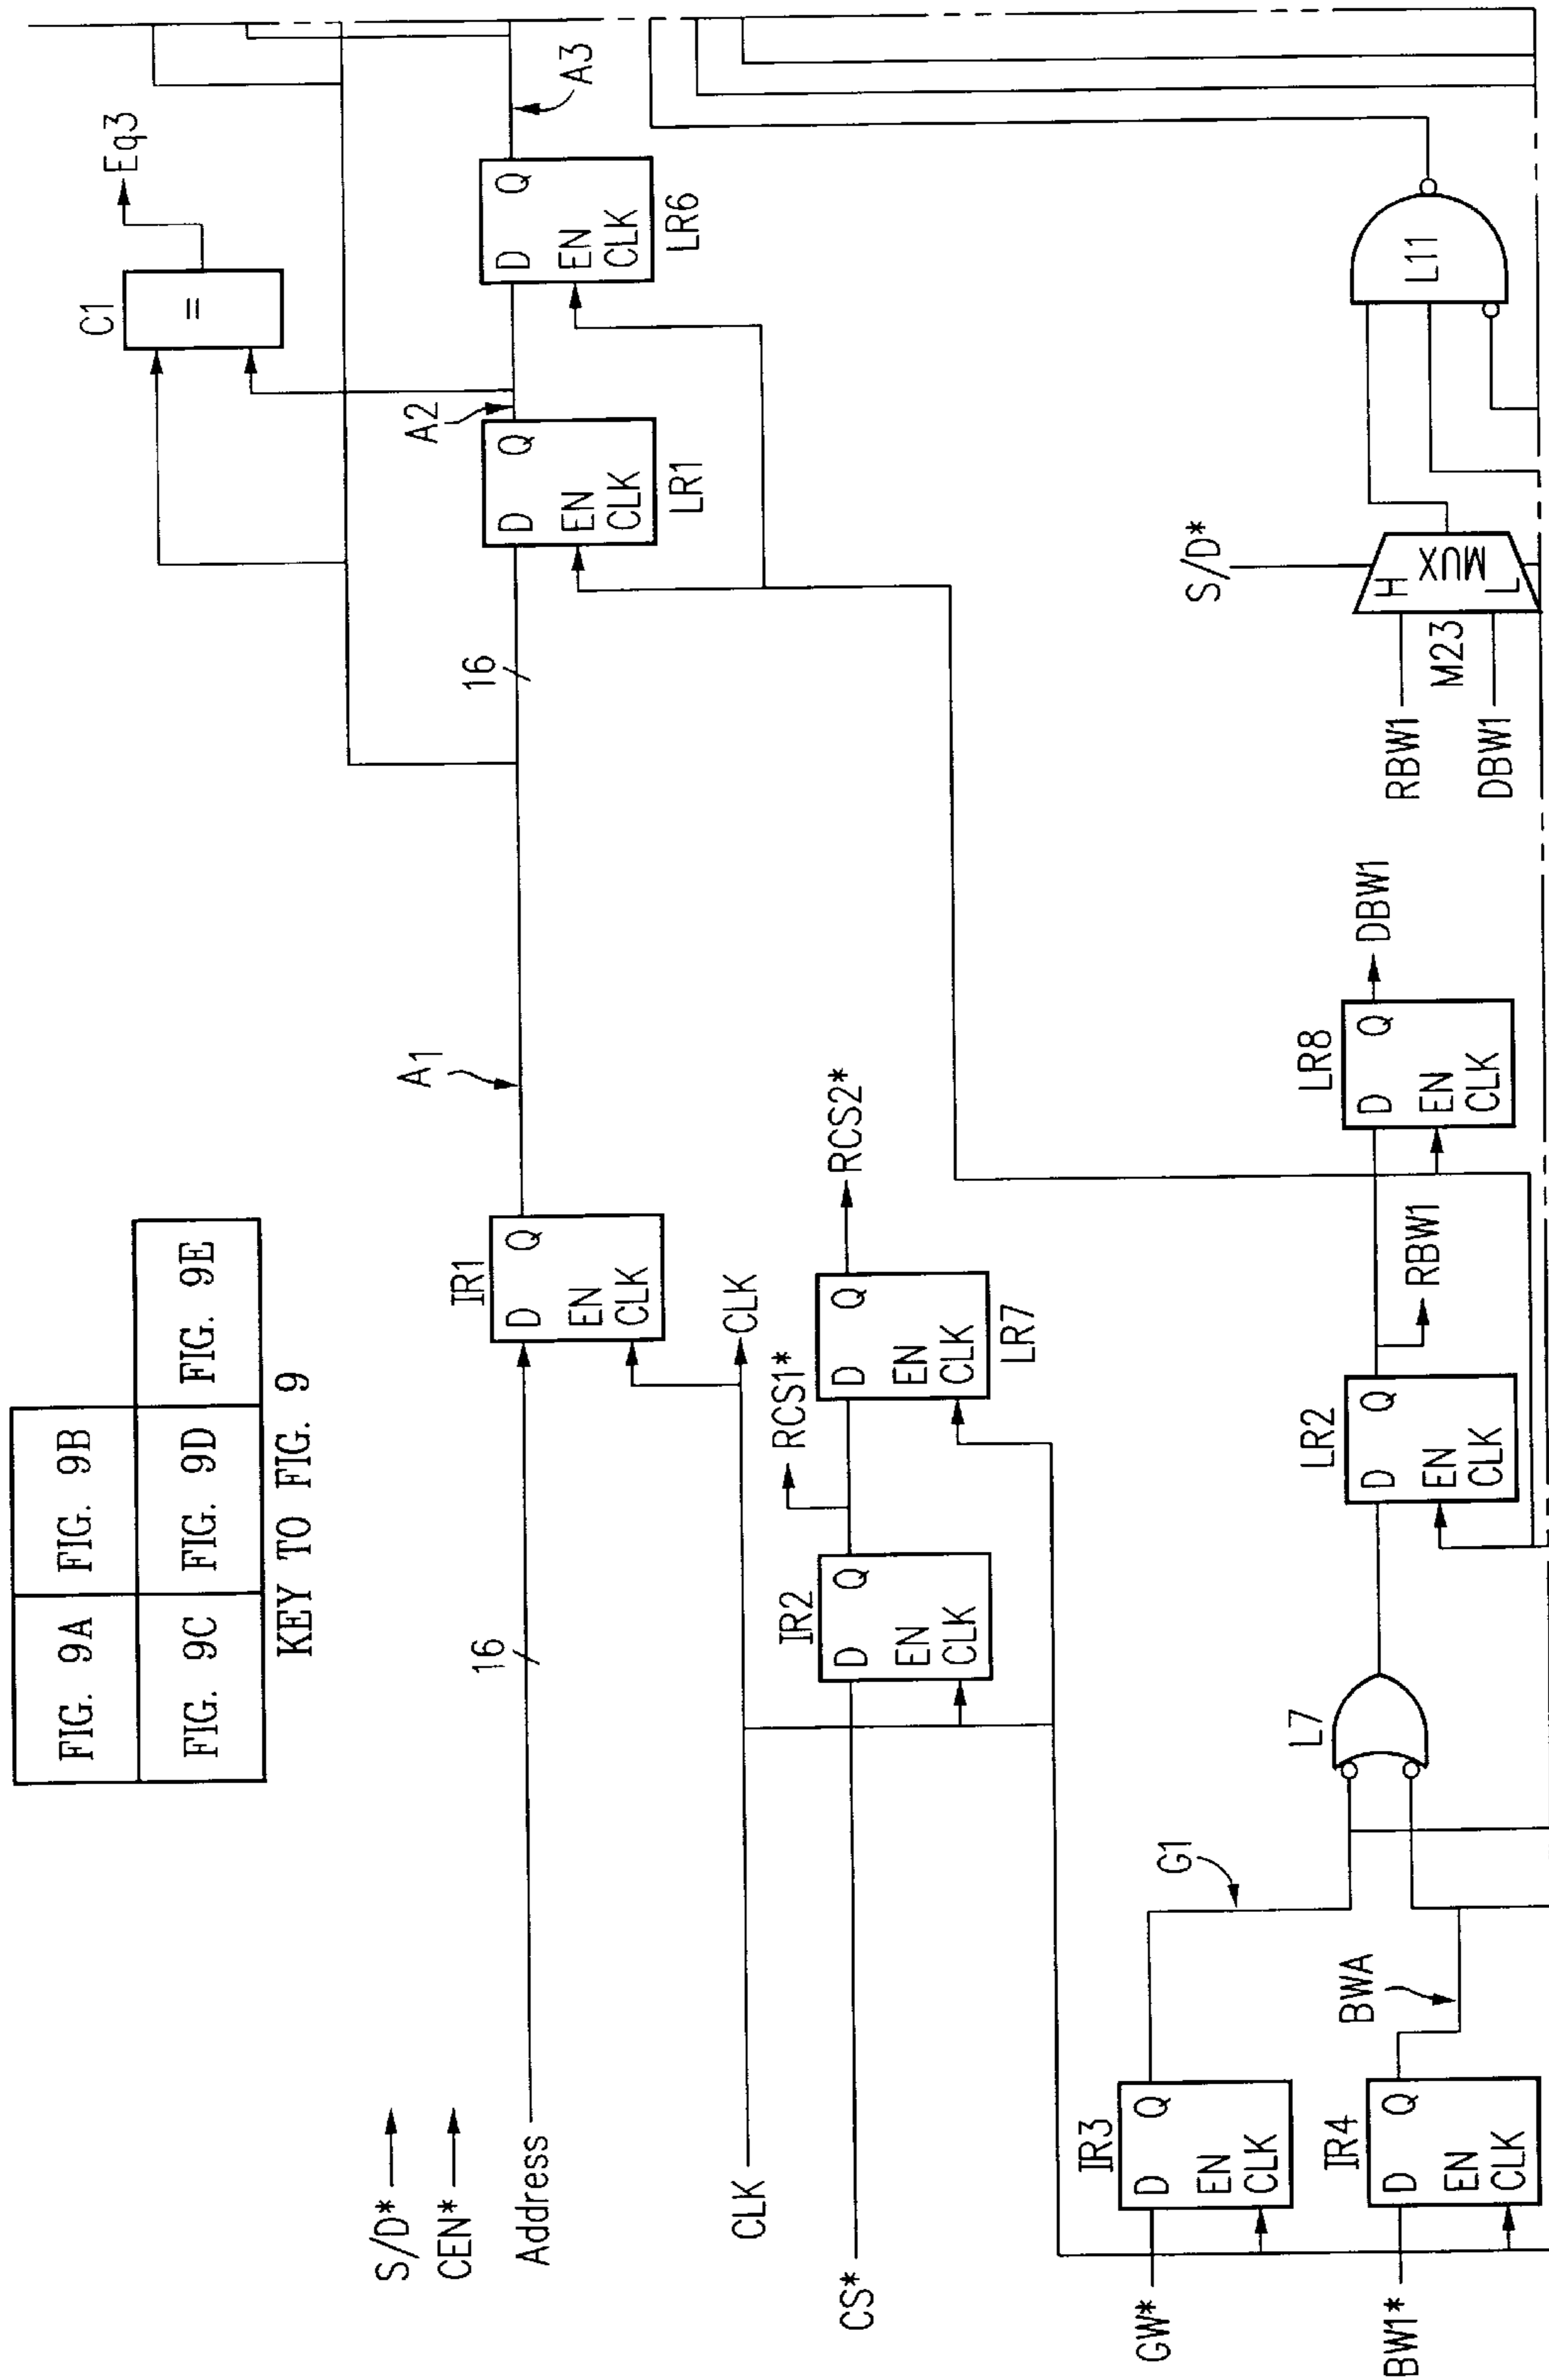 FIG. 9A FIG. 9B
FIG. 9C FIG. 9D FIG. 9E
KEY TO FIG. 9
S/D*
CEN*
Address
16
IR1
D Q
EN
CLK
A1
16
LR1
D Q
EN
CLK
A2
C1
=
Eq3
LR6
D Q
EN
CLK
A3
CLK
CLK
CS*
IR2
D Q
EN
CLK
RCS1*
LR7
D Q
EN
CLK
RCS2*
GW*
IR3
D Q
EN
CLK
G1
BW1*
IR4
D Q
EN
CLK
BWA
L7
LR2
D Q
EN
CLK
RBW1
LR8
D Q
EN
CLK
DBW1
S/D*
RBW1
M23
DBW1
H
MUX
L
L11